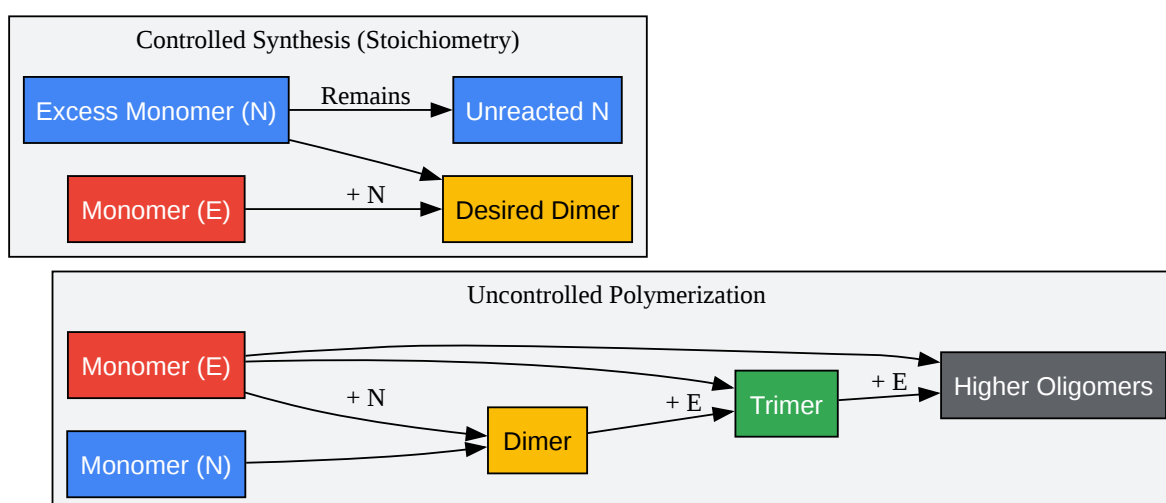 Controlled Synthesis (Stoichiometry)
Excess Monomer (N)
Remains
Unreacted N
Monomer (E)
+ N
Desired Dimer
Uncontrolled Polymerization
Monomer (E)
+ N
Monomer (N)
Dimer
+ E
Trimer
+ E
Higher Oligomers